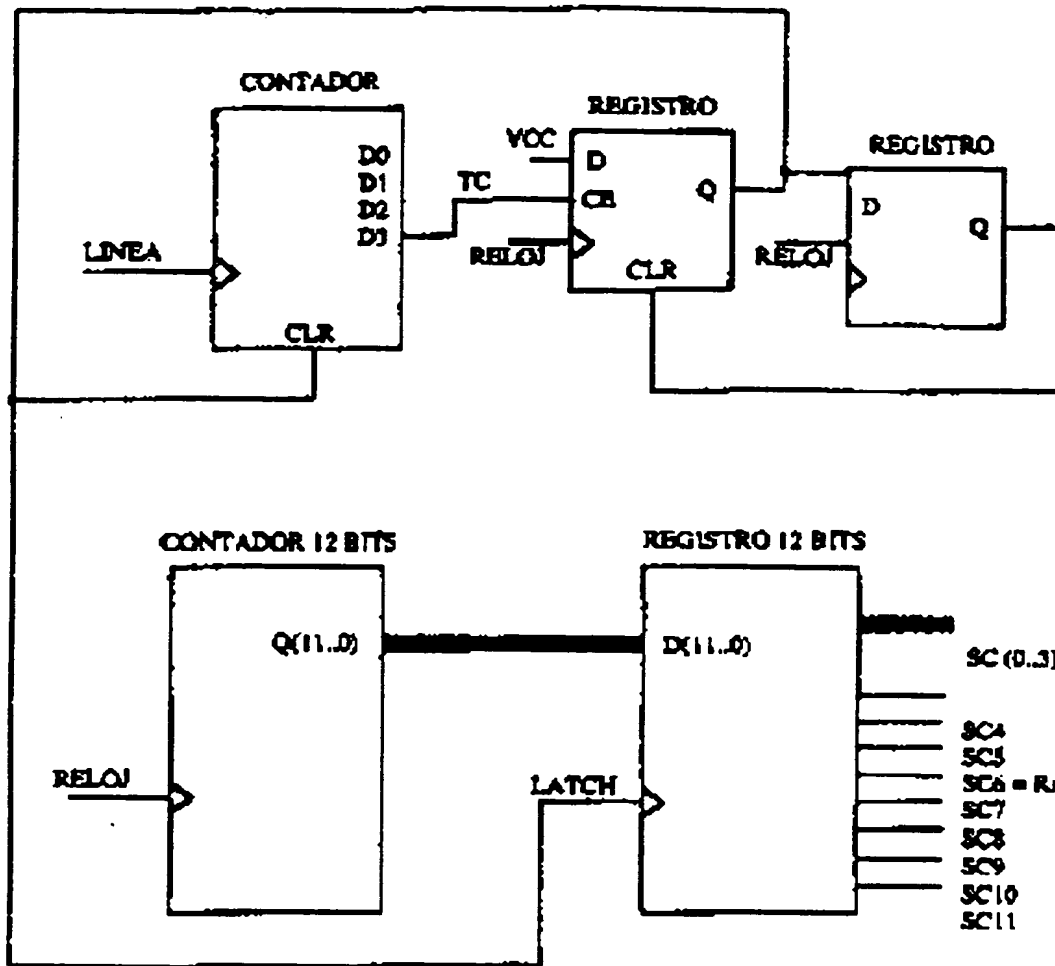 CONTADOR
REGISTRO
REGISTRO
VCC
D
D0
D1
D2
D3
TC
CE
Q
D
Q
LINEA
RELOJ
RELOJ
CLR
CLR
CONTADOR 12 BITS
REGISTRO 12 BITS
Q(11..0)
D(11..0)
SC (0..3)
SC4
SC5
SC6 =
SC7
SC8
SC9
SC10
SC11
RELOJ
LATCH